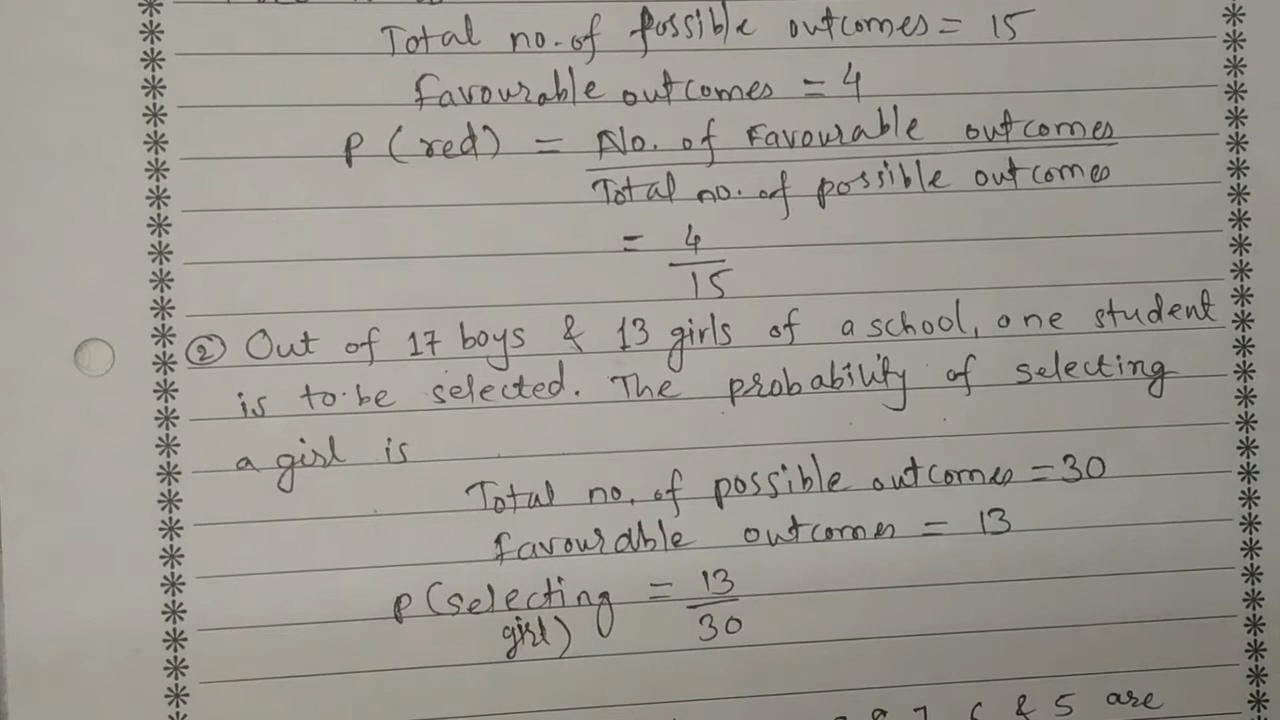 Total no. of possible outcomes = 15
favourable outcomes = 4
P (red) = No. of Favourable outcomes
Total no. of possible outcomes
= 4
15
② Out of 17 boys & 13 girls of a school, one student
is to be selected. The probability of selecting
a girl is
Total no. of possible outcomes = 30
favourable outcomes = 13
P (selecting = 13
girl) 30
& 5 are